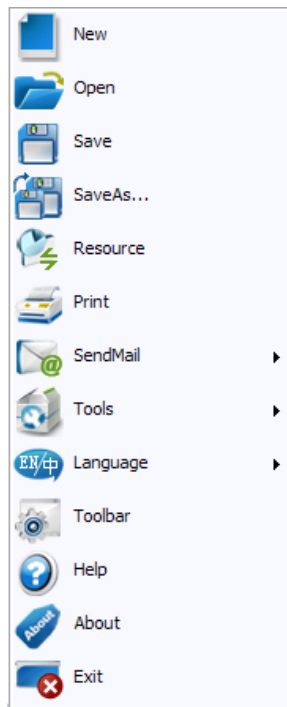 New
Open
Save
SaveAs...
Resource
Print
SendMail
Tools
EN/中 Language
Toolbar
Help
About About
Exit